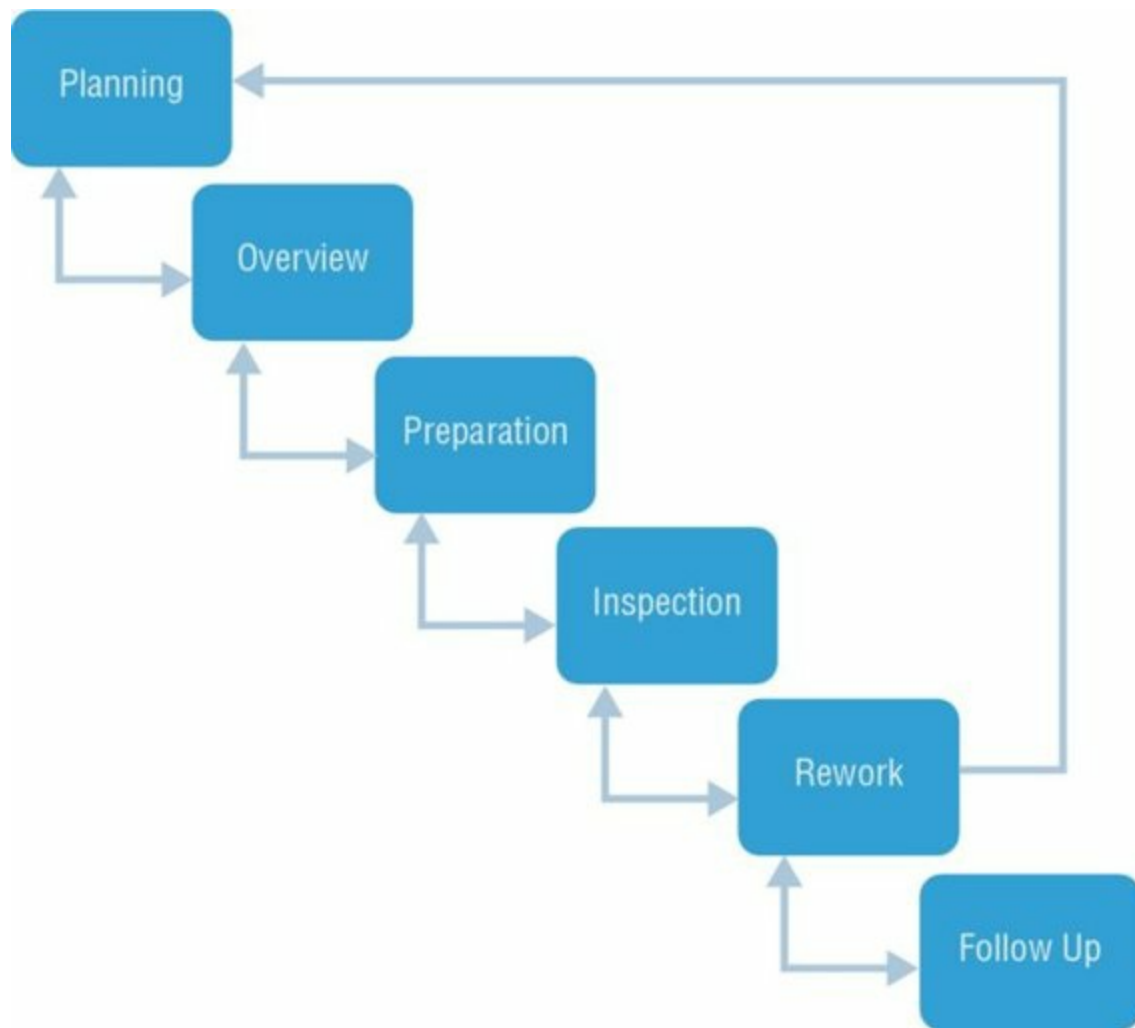 Planning
Overview
Preparation
Inspection
Rework
Follow Up